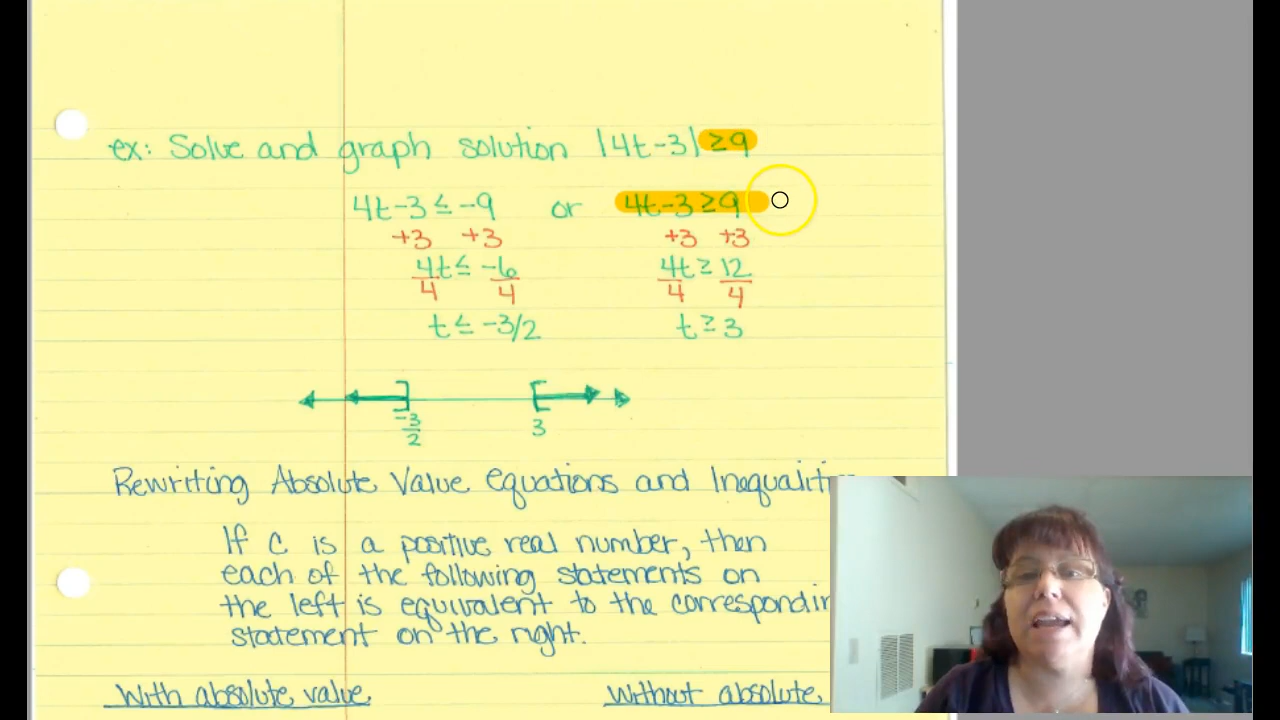 ex: Solve and graph solution |4t-3| ≥9
4t-3 ≤ -9 or 4t-3 ≥9
+3 +3 +3 +3
4t ≤ -6 4t ≥ 12
4 4 4 4
t ≤ -3/2 t ≥ 3
-3/2 3
Rewriting Absolute Value Equations and
If C is a positive real number, then
each of the following statements on
the left is equivalent to the
statement on the right.
With absolute value Without absolute